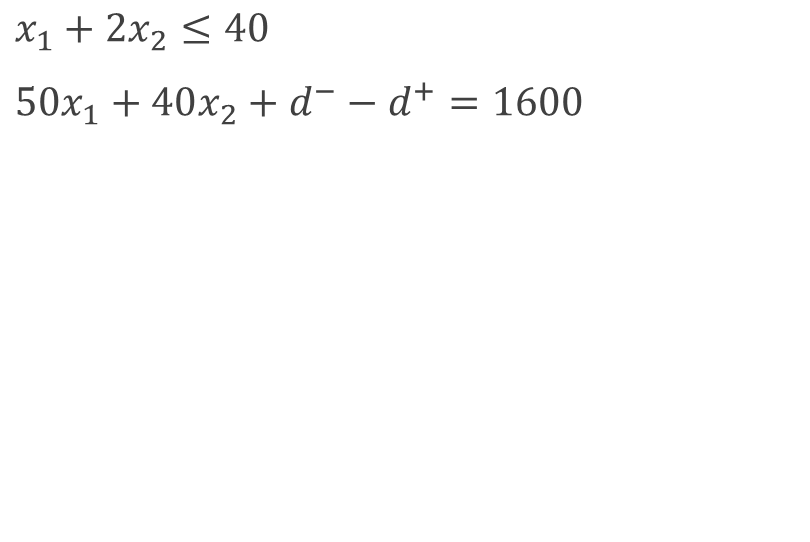 x₁ + 2x₂ ≤ 40
50x₁ + 40x₂ + d⁻ − d⁺ = 1600